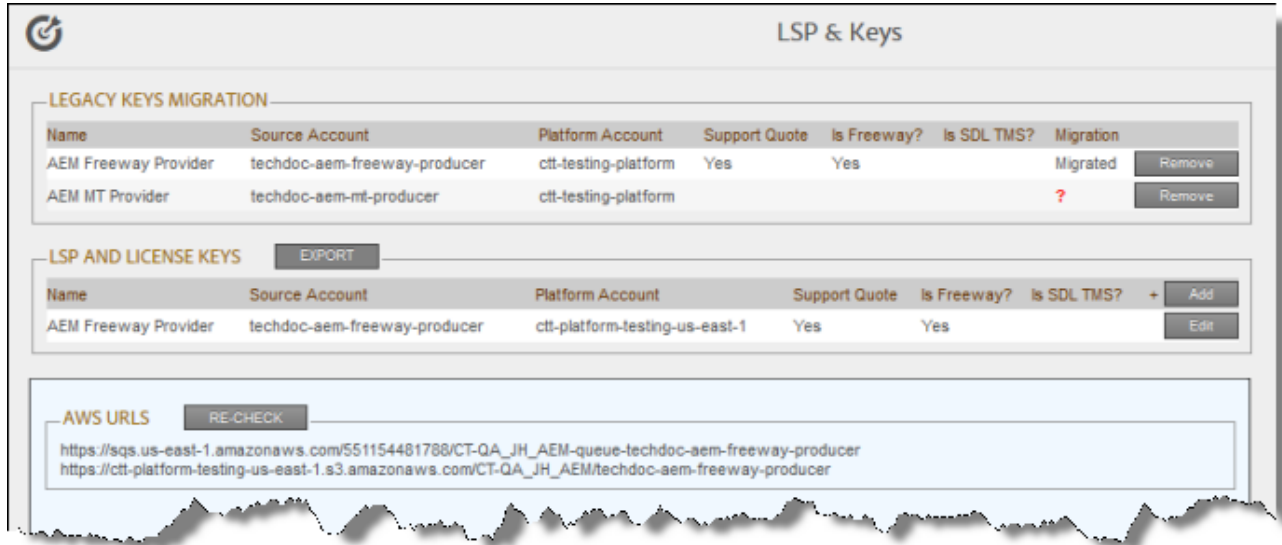 LSP & Keys
LEGACY KEYS MIGRATION
Name Source Account Platform Account Support Quote Is Freeway? Is SDL TMS? Migration
AEM Freeway Provider techdoc-aem-freeway-producer ctt-testing-platform Yes Yes Migrated Remove
AEM MT Provider techdoc-aem-mt-producer ctt-testing-platform ? Remove
LSP AND LICENSE KEYS EXPORT
Name Source Account Platform Account Support Quote Is Freeway? Is SDL TMS? + Add
AEM Freeway Provider techdoc-aem-freeway-producer ctt-platform-testing-us-east-1 Yes Yes Edit
AWS URLS RE-CHECK
https://sqs.us-east-1.amazonaws.com/551154481788/CT-QA_JH_AEM-queue-techdoc-aem-freeway-producer
https://ctt-platform-testing-us-east-1.s3.amazonaws.com/CT-QA_JH_AEM/techdoc-aem-freeway-producer